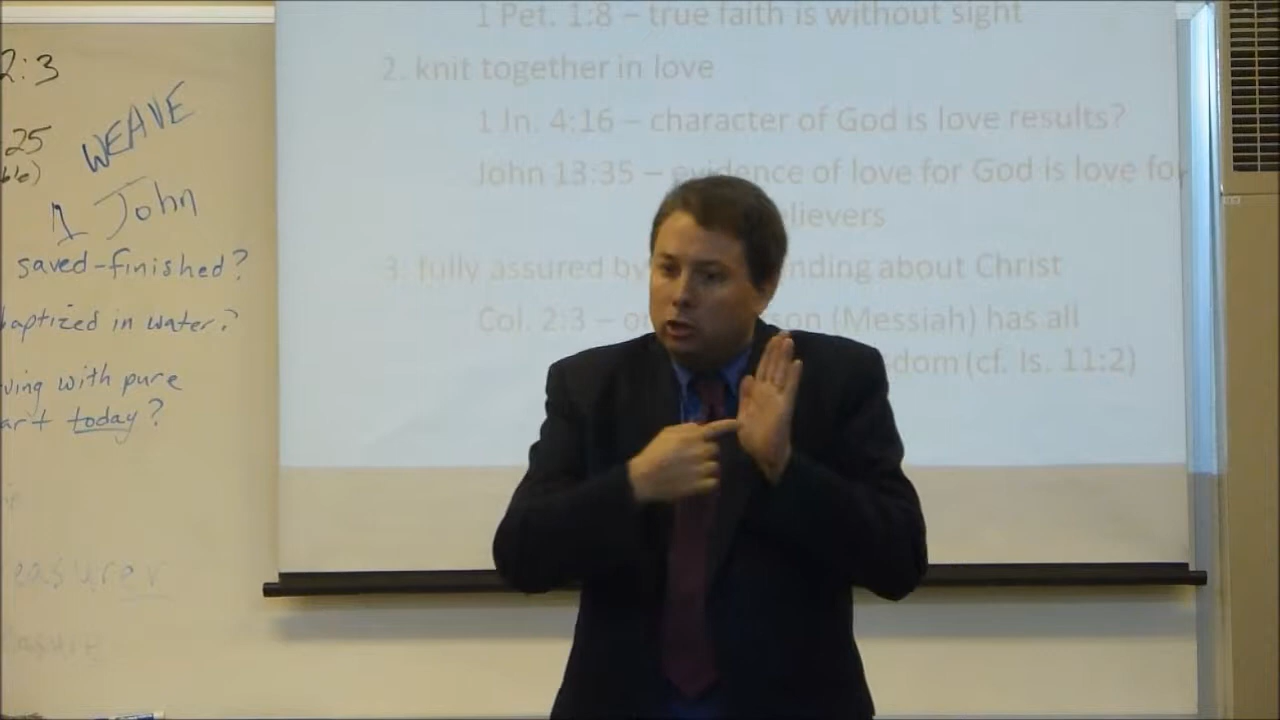 2:3
25
WEAVE
1 John
saved-finished?
baptized in water?
ving with pure
art today?
easurer
1 Pet. 1:8 – true faith is without sight
2. knit together in love
1 Jn. 4:16 – character of God is love results?
John 13:35 – evidence of love for God is love for
elievers
3. fully assured by nding about Christ
Col. 2:3 – on son (Messiah) has all
dom (cf. Is. 11:2)